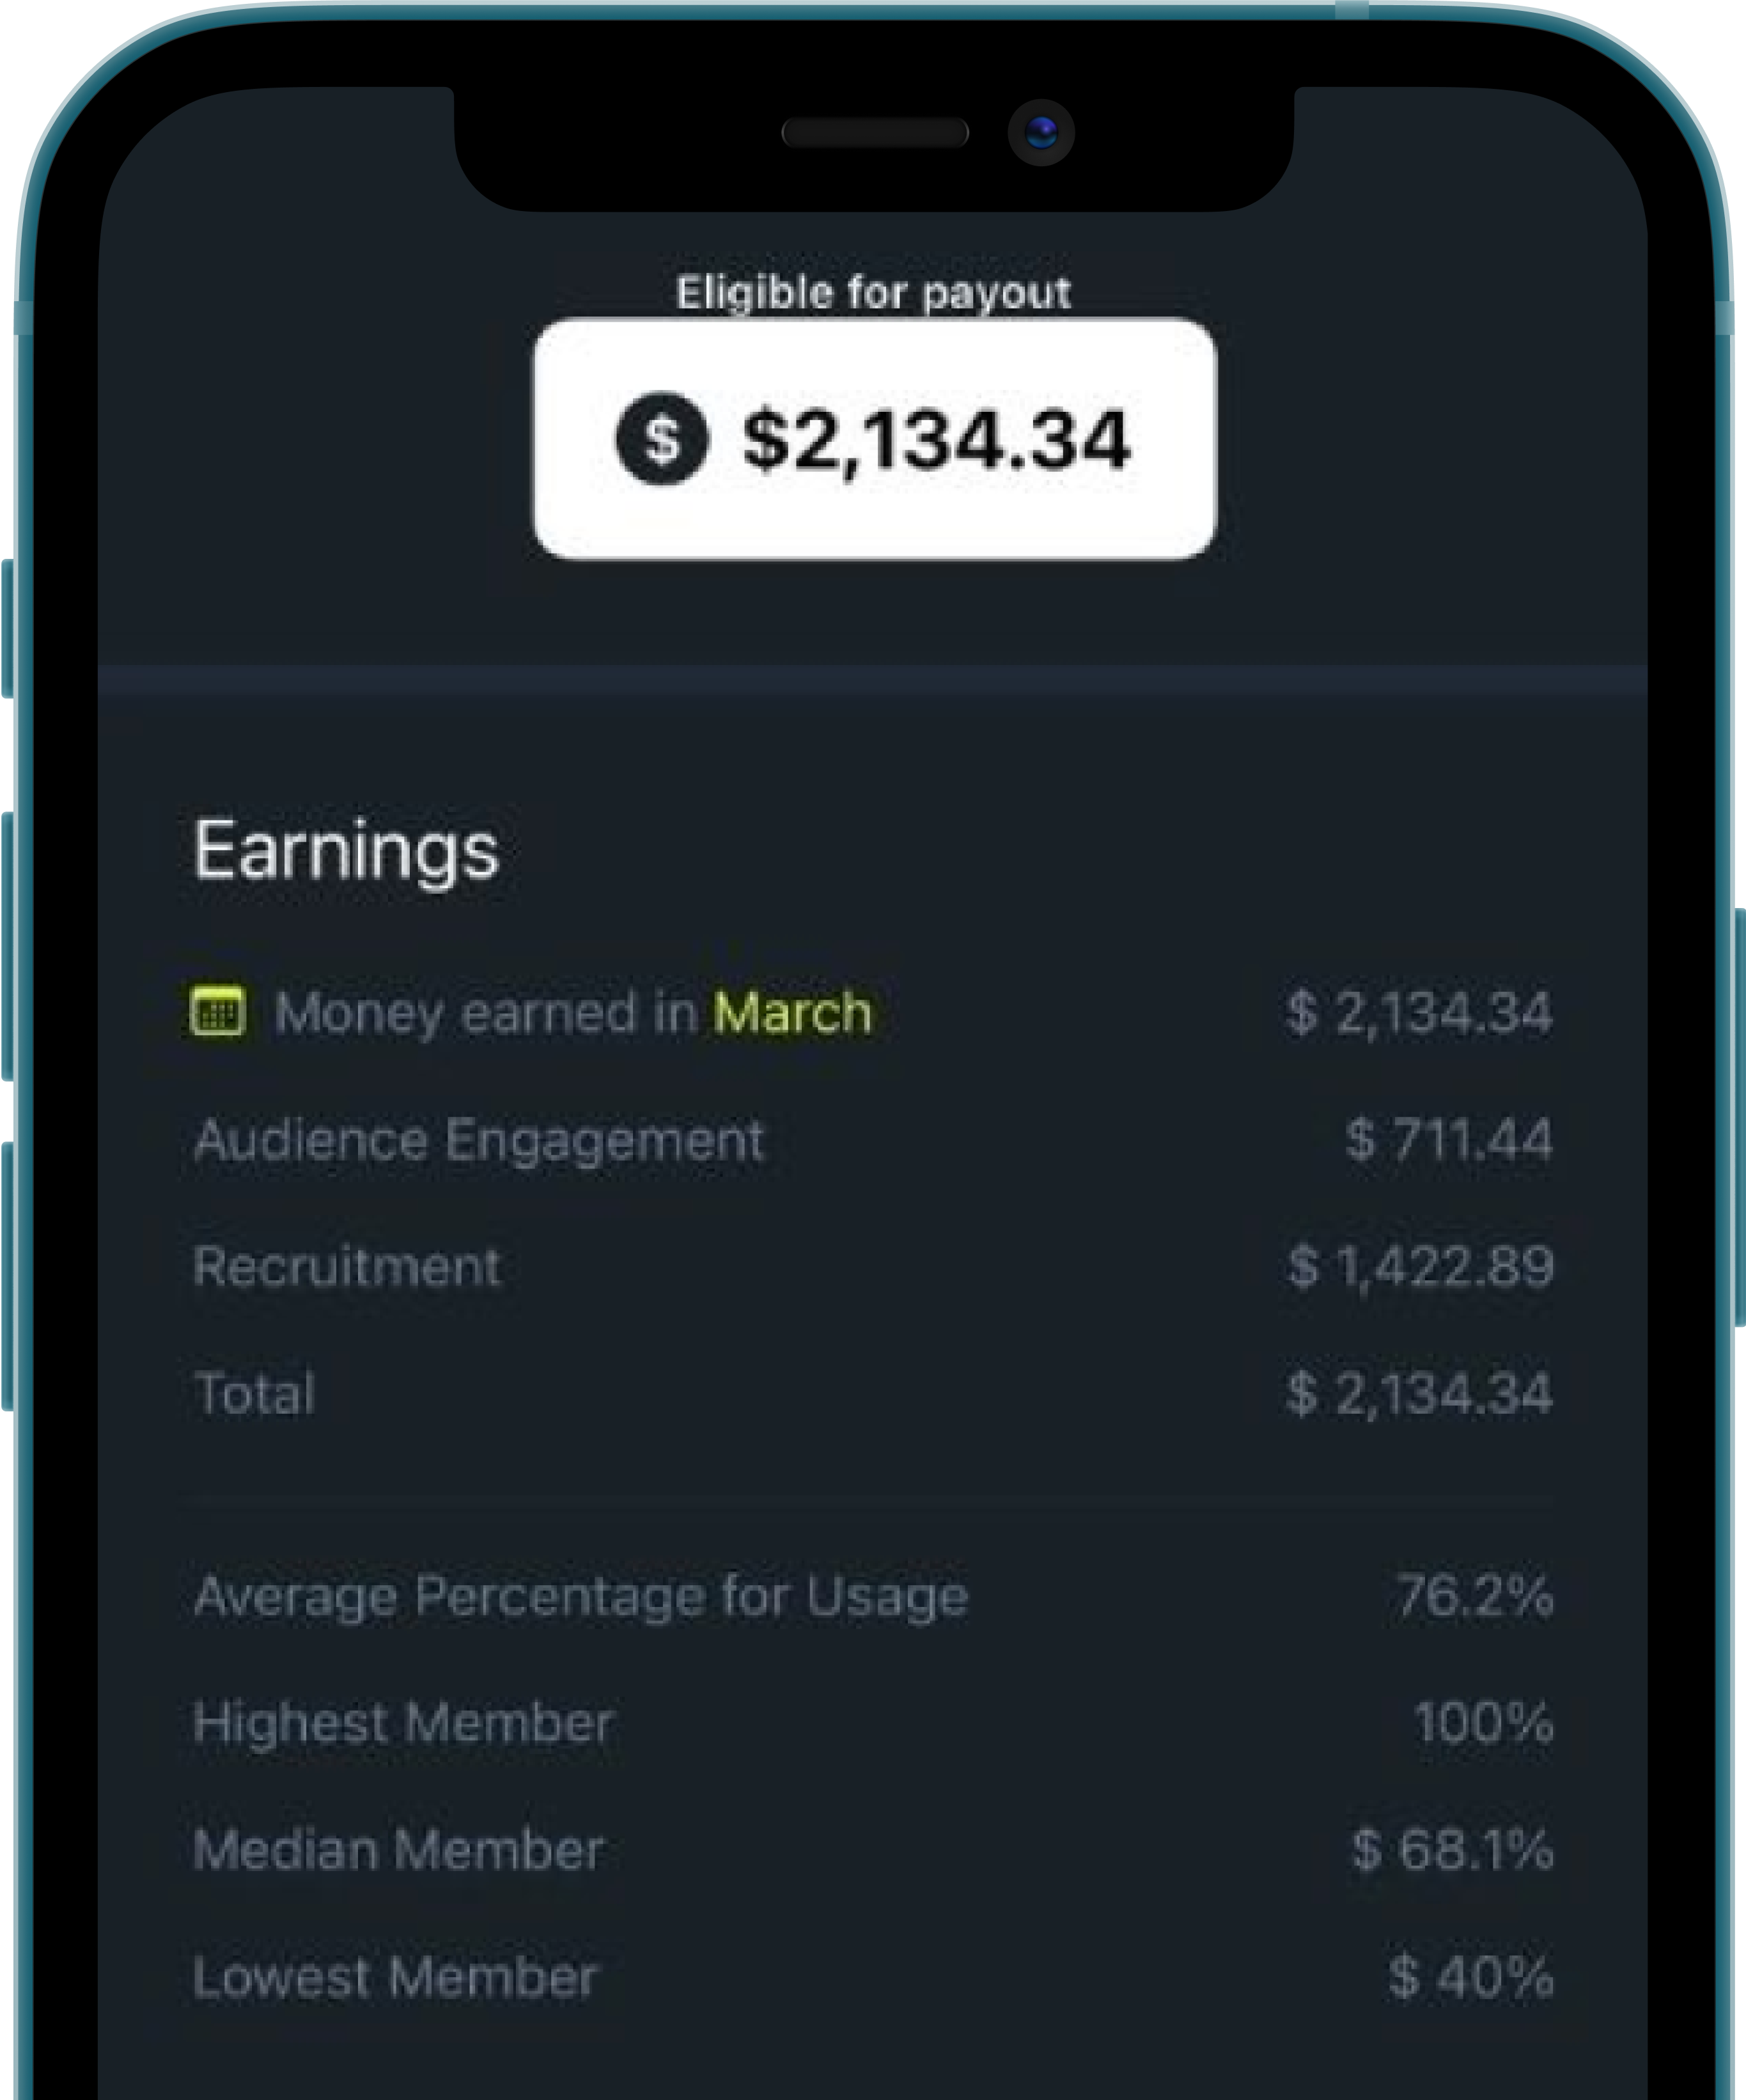 Eligible for payout
$ $2,134.34
Earnings
Money earned in March $ 2,134.34
Audience Engagement $ 711.44
Recruitment $ 1,422.89
Total $ 2,134.34
Average Percentage for Usage 76.2%
Highest Member 100%
Median Member $ 68.1%
Lowest Member $ 40%